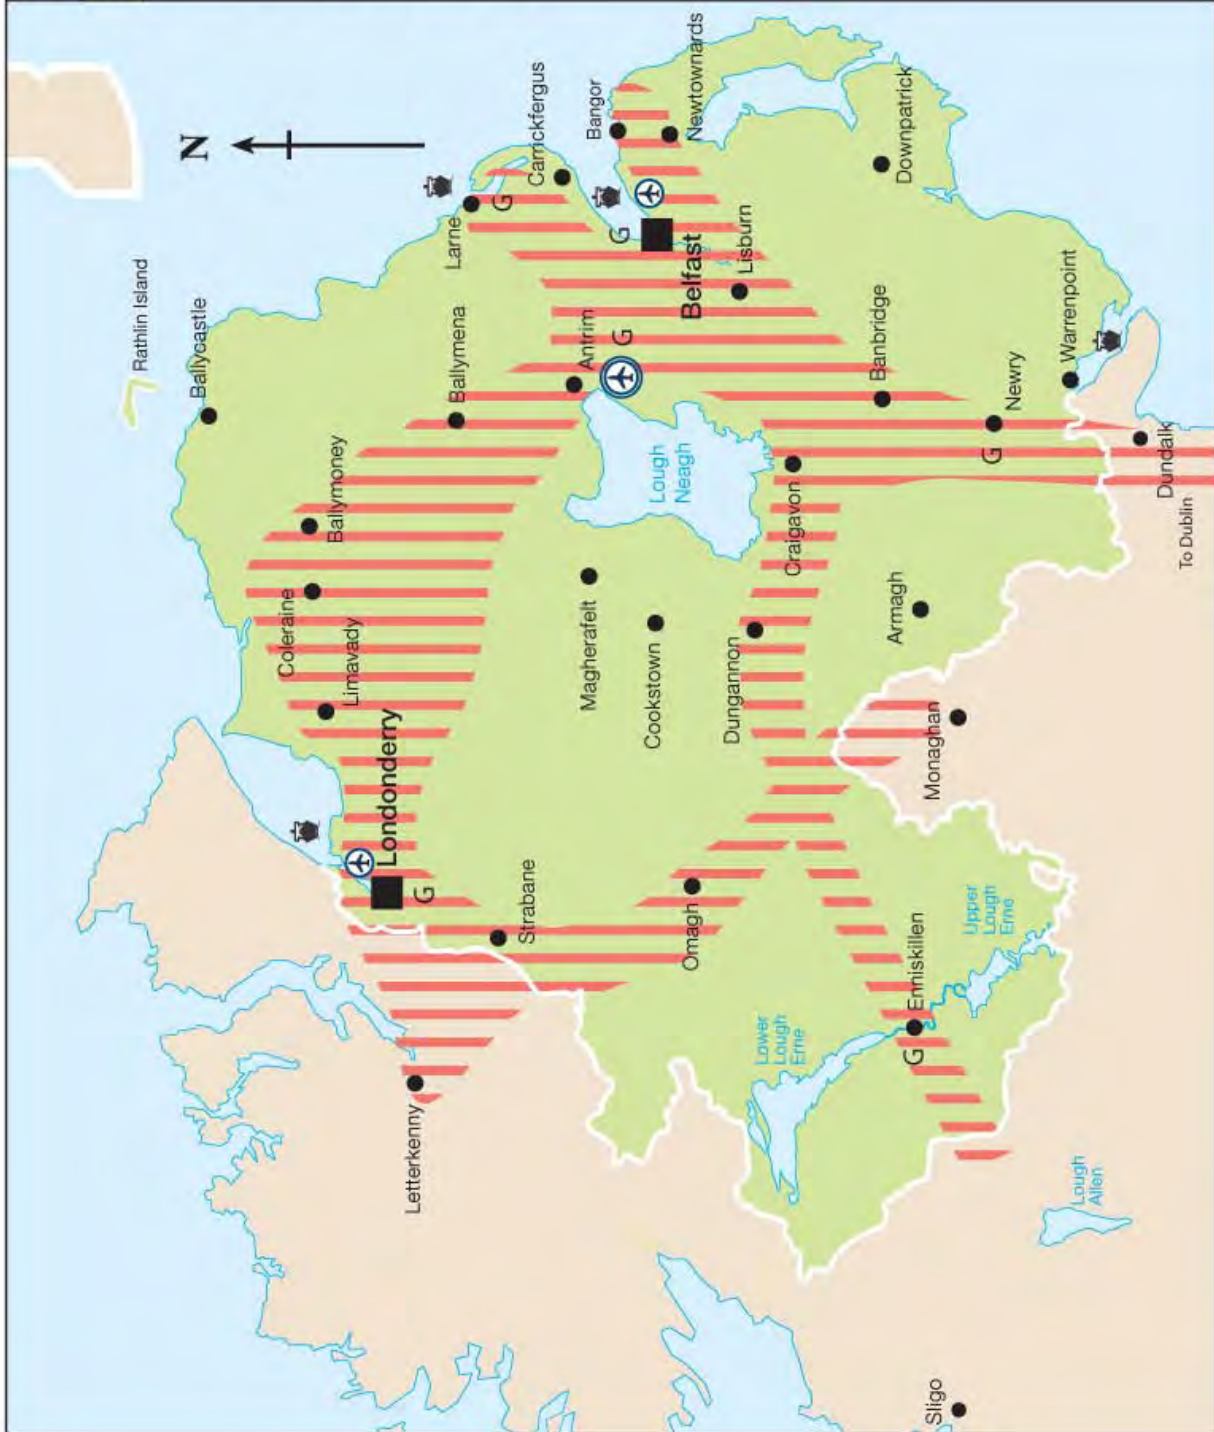 Rathlin Island
N
Ballycastle
Coleraine
Ballymoney
Limavady
Londonderry
Letterkenny
G
Larne
Ballymena
G
Strabane
Carrickfergus
Antrim
Magherafelt
Bangor
G
G
Cookstown
Lough
Neagh
Omagh
Belfast
Newtownards
Dungannon
Lisburn
Lower
Lough
Erne
Craigavon
Banbridge
Armagh
Downpatrick
G
Enniskillen
Monaghan
Sligo
Upper
Lough
Erne
G
Newry
Warrenpoint
Lough
Allen
Dundalk
To Dublin